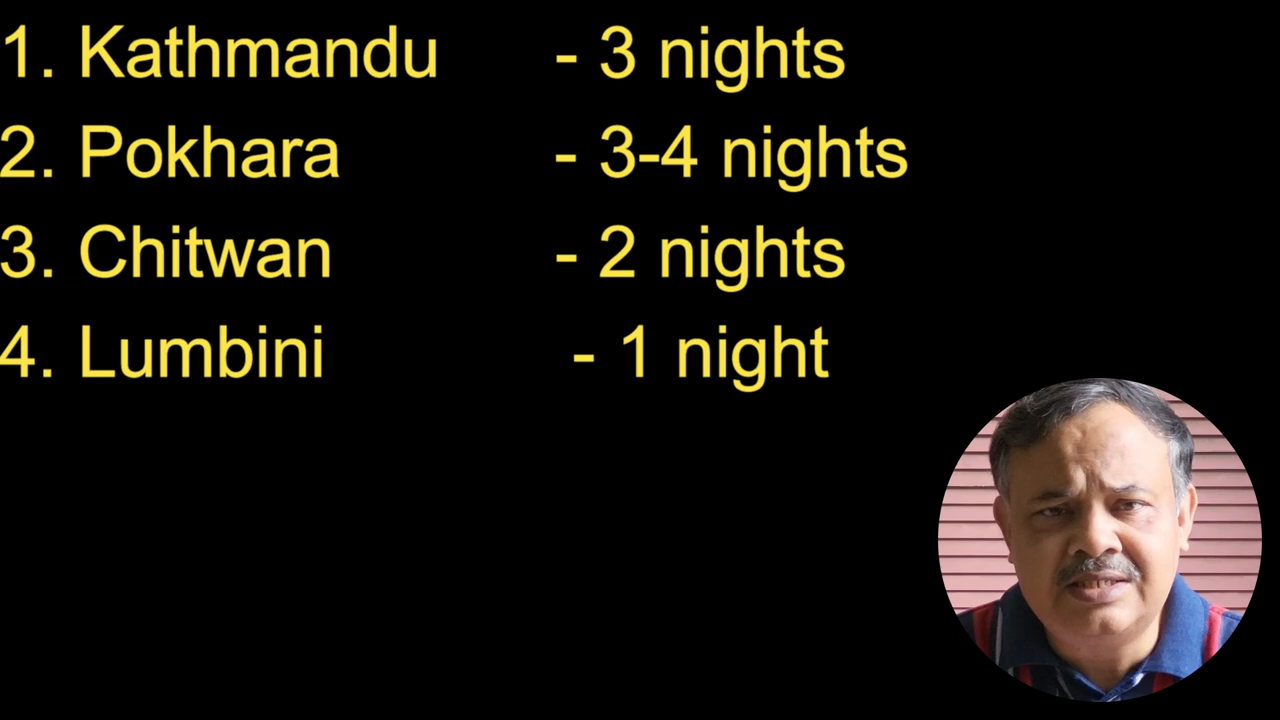 1. Kathmandu - 3 nights
2. Pokhara - 3-4 nights
3. Chitwan - 2 nights
4. Lumbini - 1 night